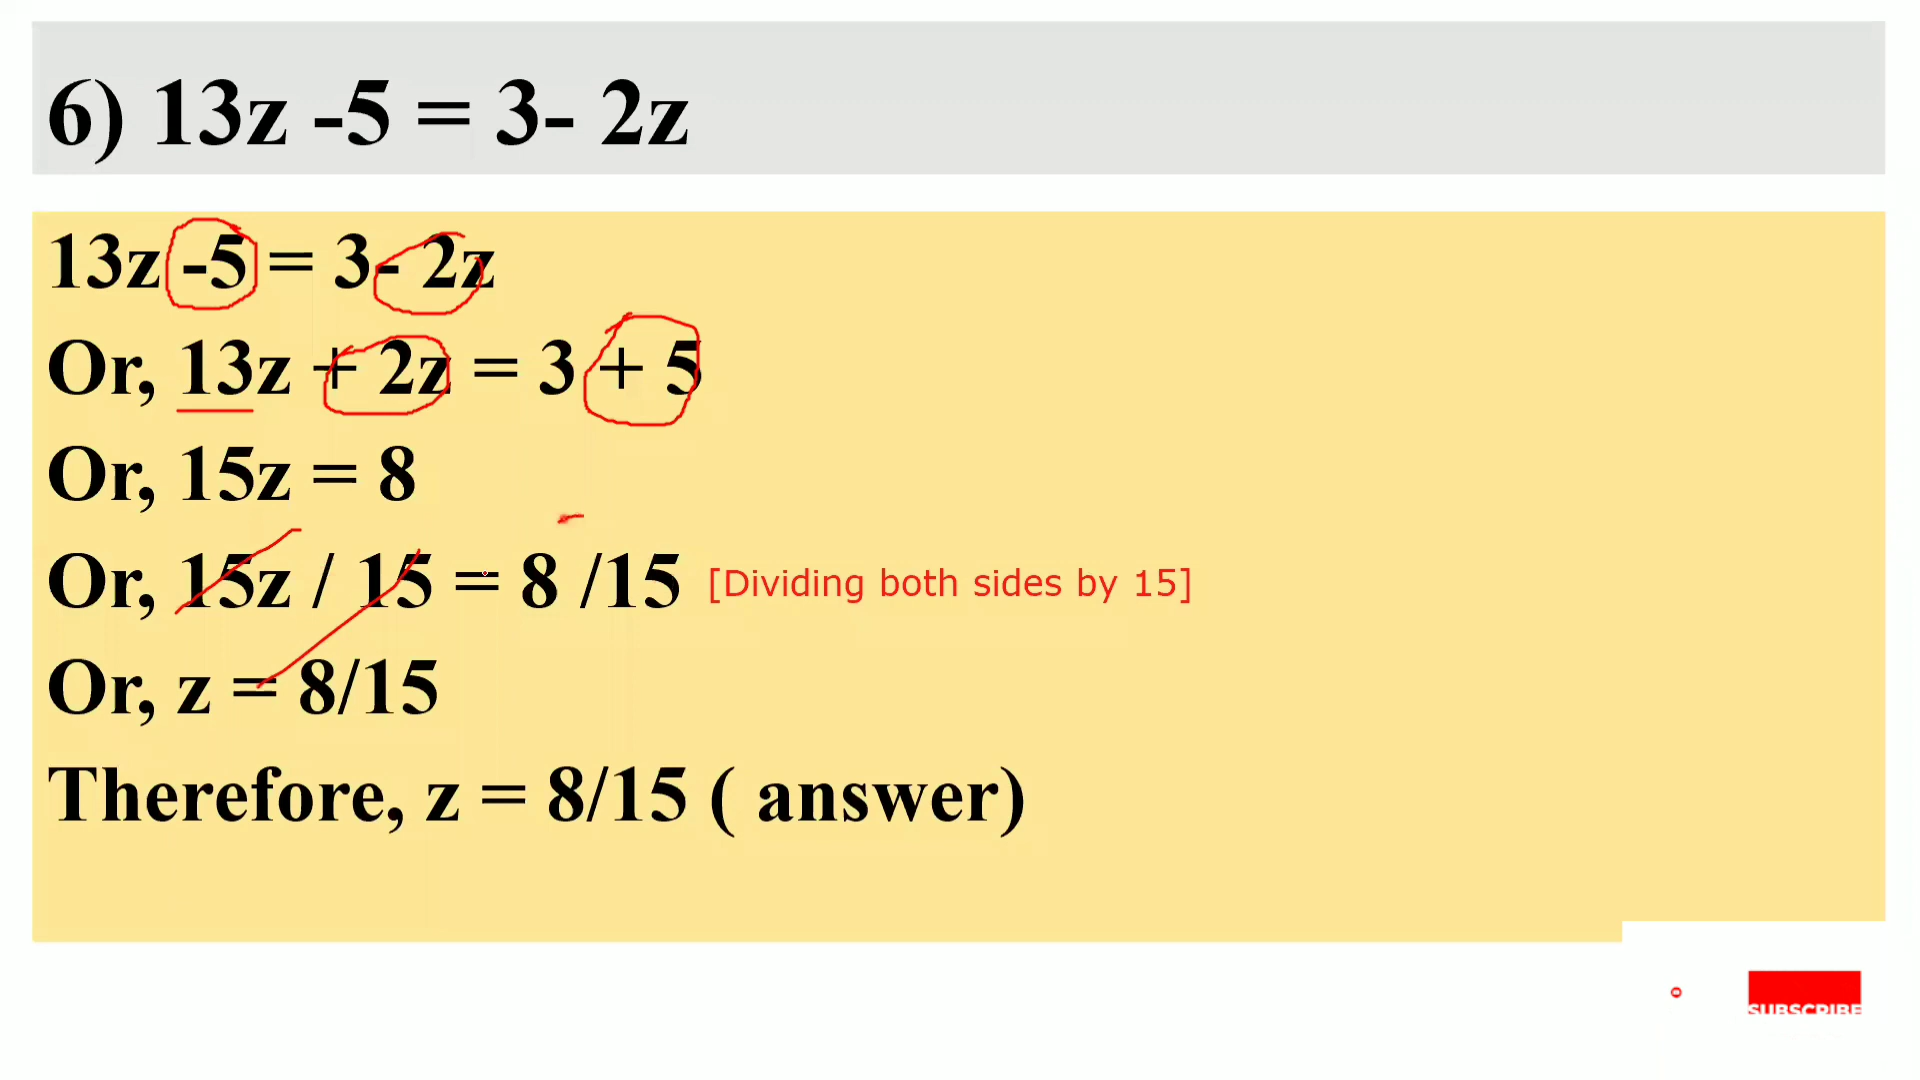 6) 13z -5 = 3- 2z
13z -5 = 3- 2z
Or, 13z + 2z = 3 + 5
Or, 15z = 8
Or, 15z / 15 = 8 /15 [Dividing both sides by 15]
Or, z = 8/15
Therefore, z = 8/15 ( answer)
SUBSCRIBE